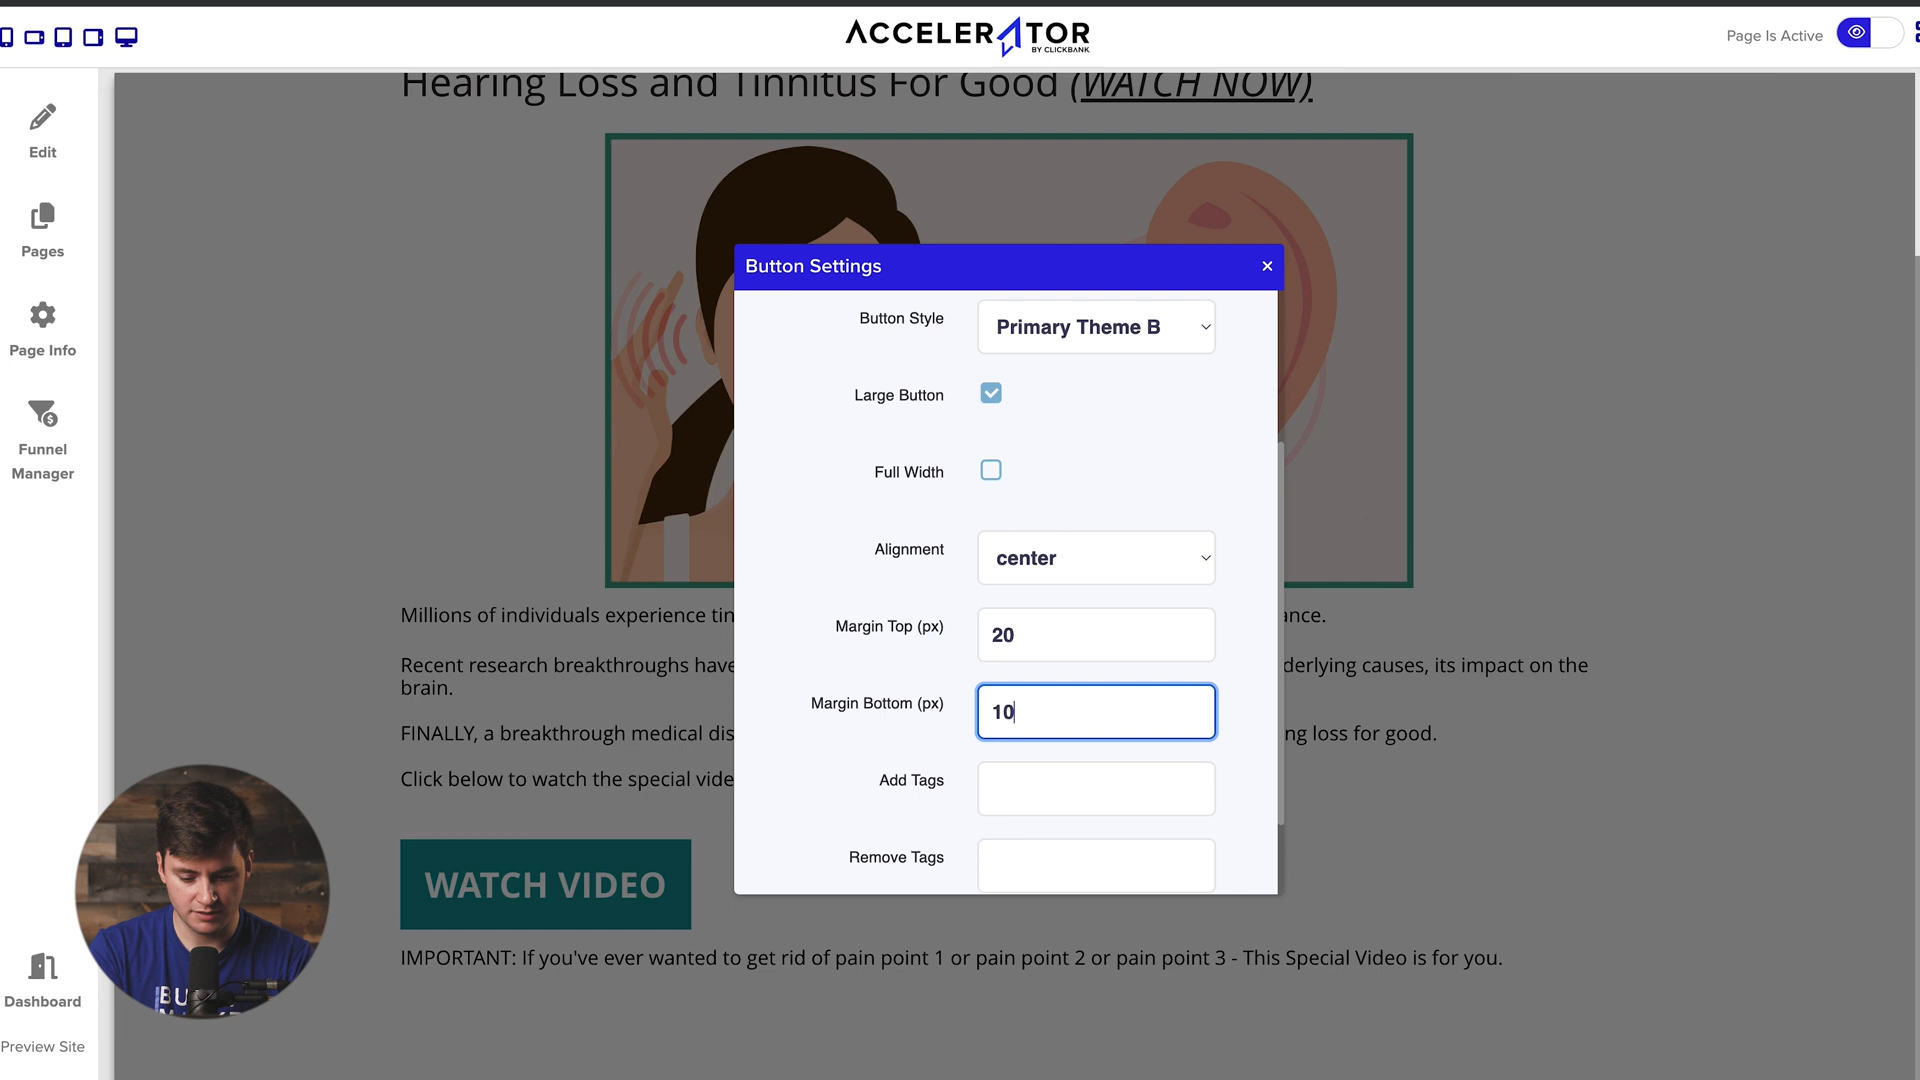 ACCELERATOR
BY CLICKBANK
Page Is Active
Edit
Pages
Page Info
Funnel
Manager
Dashboard
Preview Site
Hearing Loss and Tinnitus For Good (WATCH NOW)
Button Settings
×
Button Style
Primary Theme B
Large Button
Full Width
Alignment
center
Margin Top (px)
20
Margin Bottom (px)
10
Add Tags
Remove Tags
Millions of individuals experience tin
ance.
Recent research breakthroughs have
derlying causes, its impact on the
brain.
FINALLY, a breakthrough medical dis
ng loss for good.
Click below to watch the special vide
WATCH VIDEO
IMPORTANT: If you've ever wanted to get rid of pain point 1 or pain point 2 or pain point 3 - This Special Video is for you.
BU